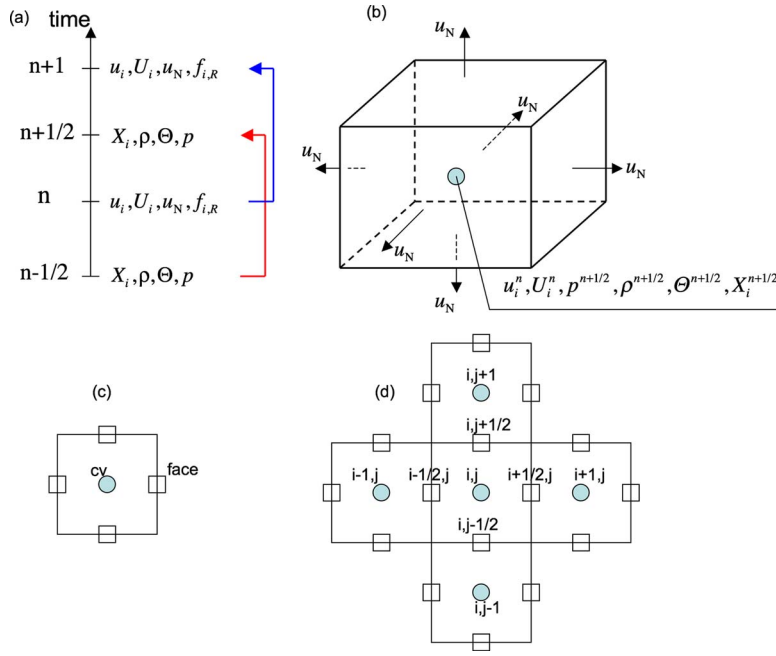 (a) time
n+1 u_i, U_i, u_N, f_{i,R}
n+1/2 X_i, ρ, Θ, p
n u_i, U_i, u_N, f_{i,R}
n-1/2 X_i, ρ, Θ, p
(b)
u_N
u_N
u_N
u_N
u_N
u_N
u_i^n, U_i^n, p^{n+1/2}, ρ^{n+1/2}, Θ^{n+1/2}, X_i^{n+1/2}
(c)
cv
face
(d)
i,j+1
i,j+1/2
i-1,j i-1/2,j i,j i+1/2,j i+1,j
i,j-1/2
i,j-1